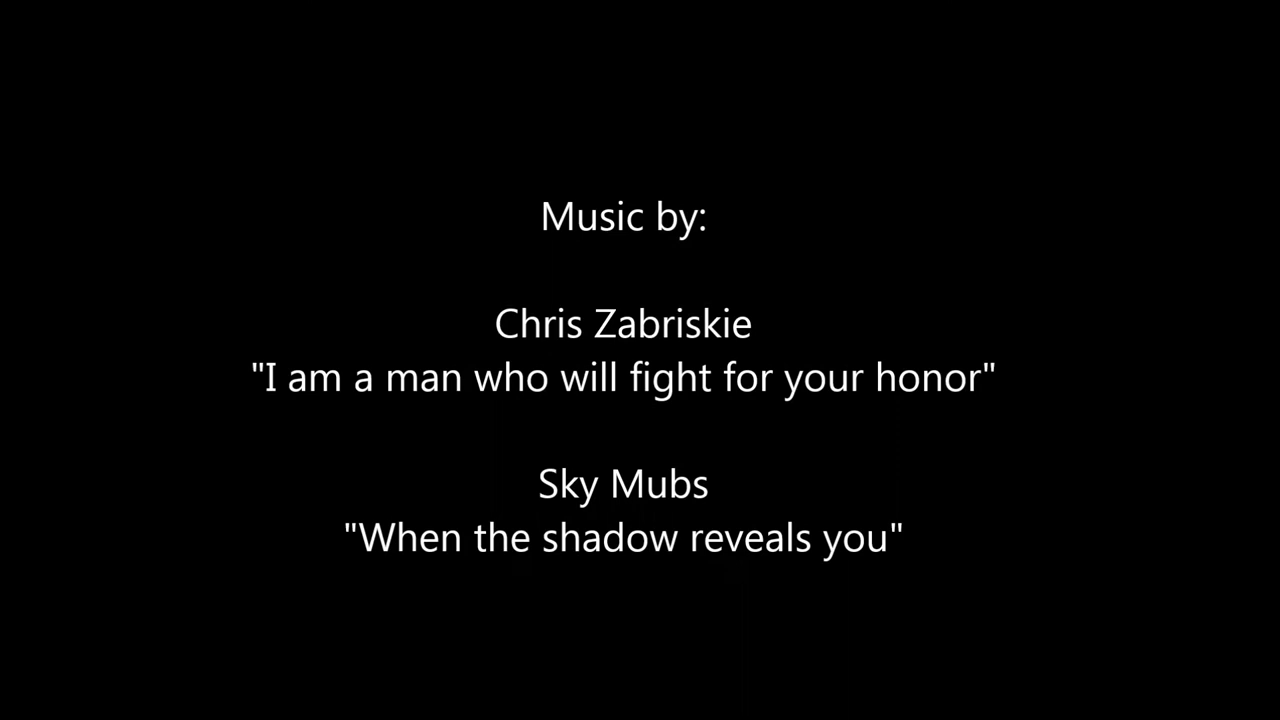 Music by:
Chris Zabriskie
"I am a man who will fight for your honor"
Sky Mubs
"When the shadow reveals you"